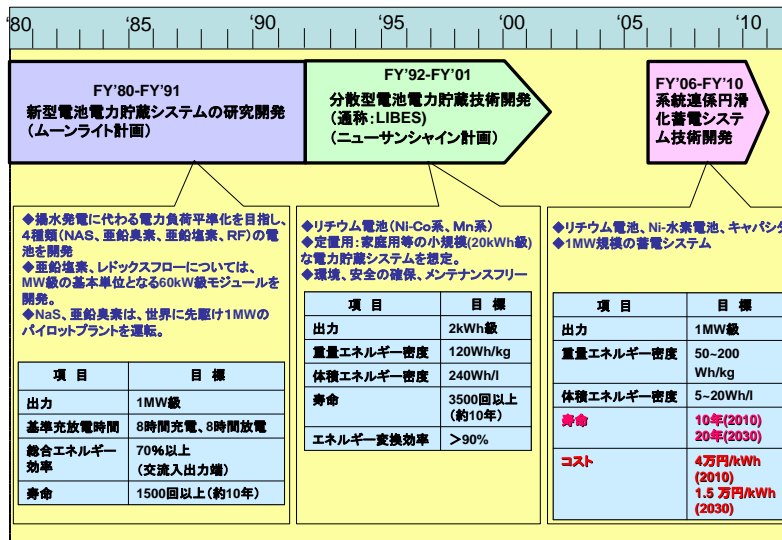 '80 '85 '90 '95 '00 '05 '10
FY'80-FY'91
新型電池電力貯蔵システムの研究開発
（ムーンライト計画）
FY'92-FY'01
分散型電池電力貯蔵技術開発
（通称：LIBES）
（ニューサンシャイン計画）
FY'06-FY'10
系統連係円滑
化蓄電システ
ム技術開発
◆揚水発電に代わる電力負荷平準化を目指し、
4種類（NAS、亜鉛臭素、亜鉛塩素、RF）の電
池を開発
◆亜鉛塩素、レドックスフローについては、
MW級の基本単位となる60kW級モジュールを
開発。
◆NaS、亜鉛臭素は、世界に先駆け1MWの
パイロットプラントを運転。
項 目 目 標
出力 1MW級
基準充放電時間 8時間充電、8時間放電
総合エネルギー
効率
70%以上
（交流入出力端）
寿命 1500回以上（約10年）
◆リチウム電池（Ni-Co系、Mn系）
◆定置用：家庭用等の小規模(20kWh級)
な電力貯蔵システムを想定。
◆環境、安全の確保、メンテナンスフリー
項 目 目 標
出力 2kWh級
重量エネルギー密度 120Wh/kg
体積エネルギー密度 240Wh/l
寿命 3500回以上
（約10年）
エネルギー変換効率 ＞90%
◆リチウム電池、Ni-水素電池、キャパシタ
◆1MW規模の蓄電システム
項 目 目 標
出力 1MW級
重量エネルギー密度 50~200
Wh/kg
体積エネルギー密度 5~20Wh/l
寿命 10年(2010)
20年(2030)
コスト 4万円/kWh
(2010)
1.5 万円/kWh
(2030)